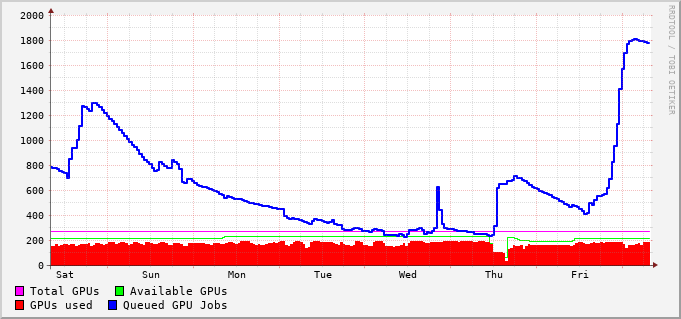 2000
1800
1600
1400
1200
1000
800
600
400
200
0
Sat Sun Mon Tue Wed Thu Fri
RRDTOOL / TOBI OETIKER
Total GPUs Available GPUs
GPUs used Queued GPU Jobs